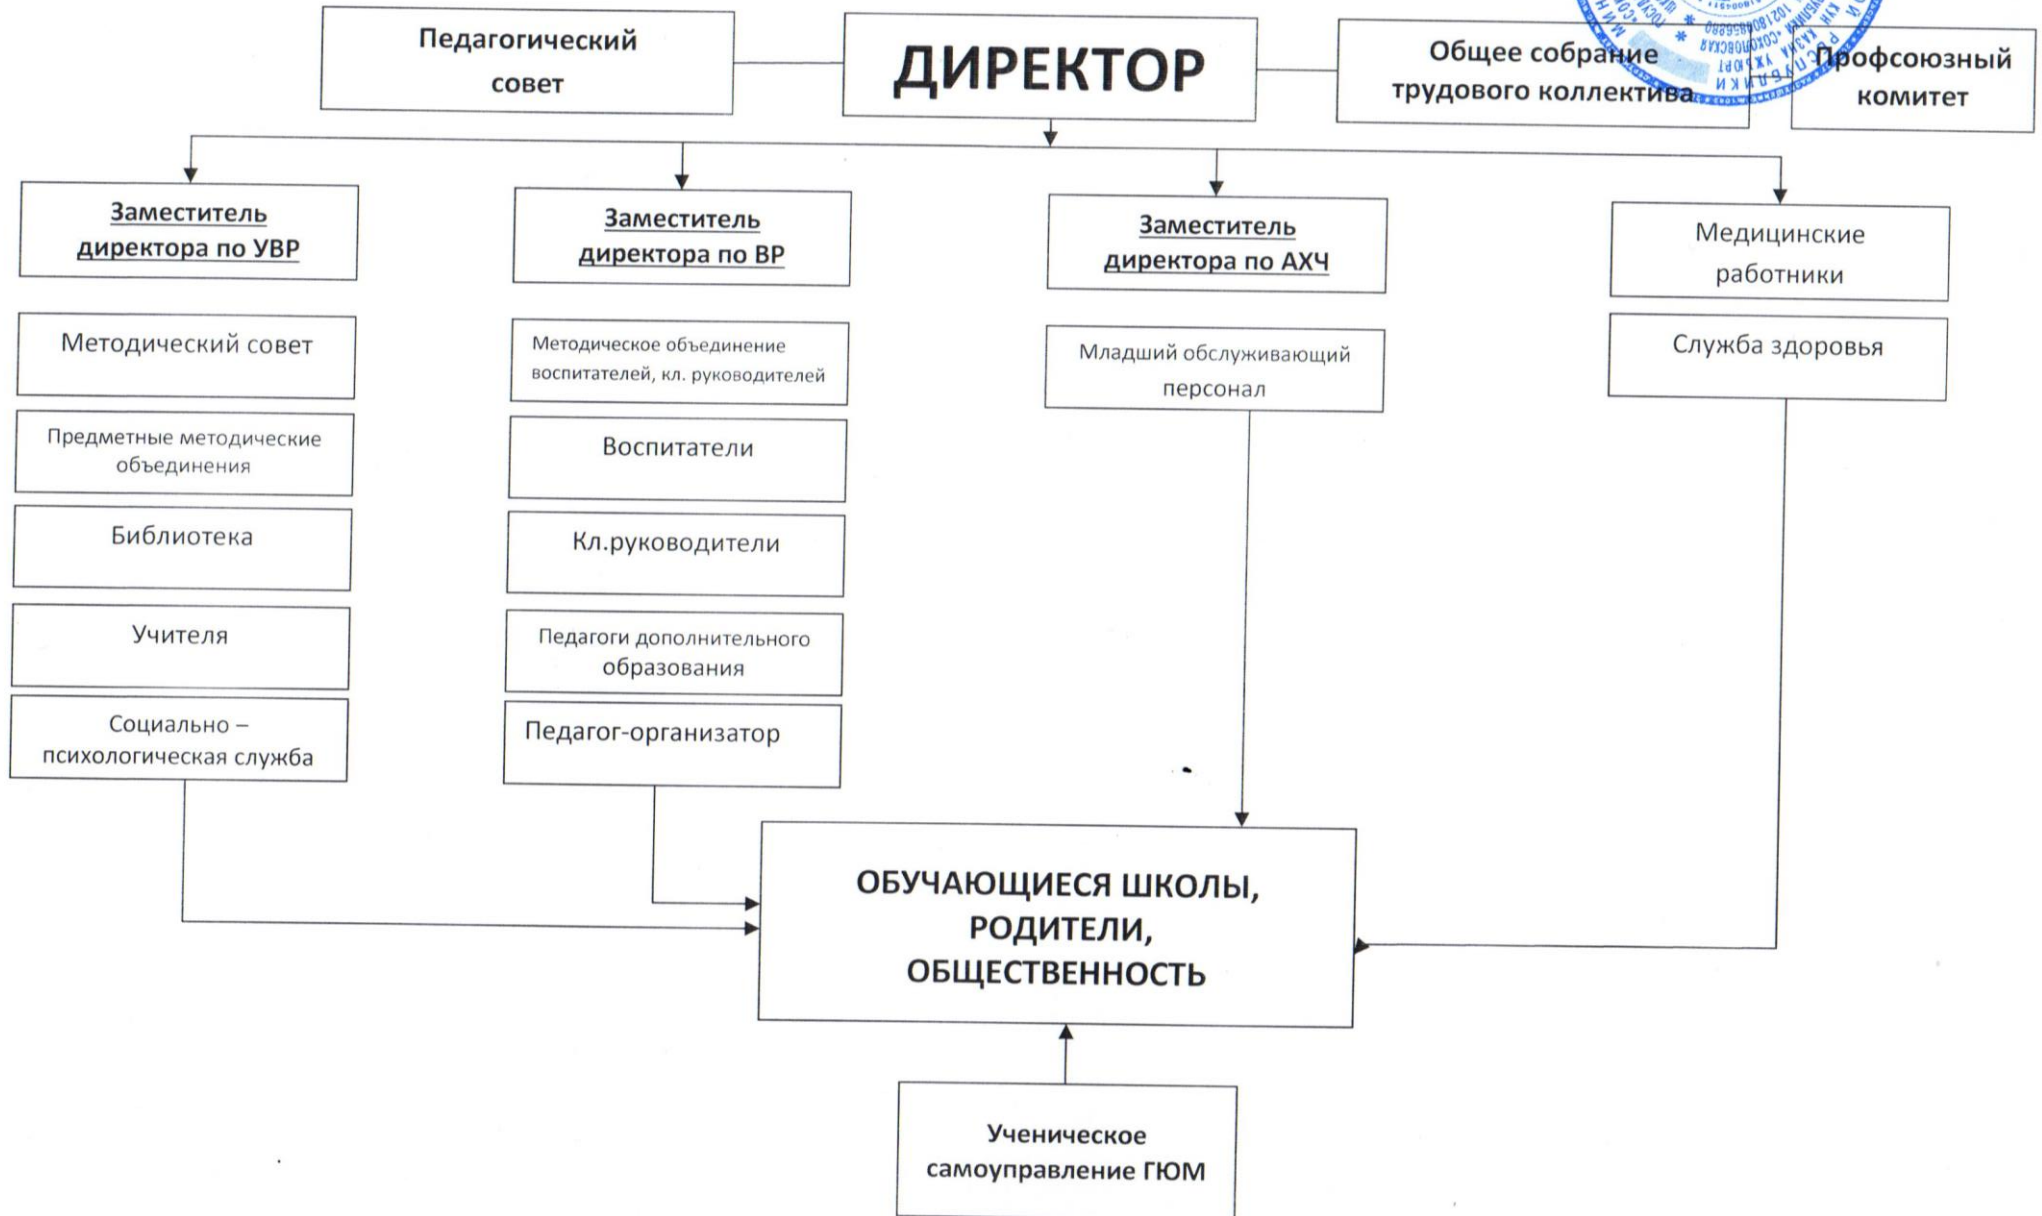 Педагогический
совет
ДИРЕКТОР
Общее собрание
трудового коллектива
Профсоюзный
комитет
Заместитель
директора по УВР
Заместитель
директора по ВР
Заместитель
директора по АХЧ
Медицинские
работники
Методический совет
Предметные методические
объединения
Библиотека
Учителя
Социально –
психологическая служба
Методическое объединение
воспитателей, кл. руководителей
Воспитатели
Кл.руководители
Педагоги дополнительного
образования
Педагог-организатор
Младший обслуживающий
персонал
Служба здоровья
ОБУЧАЮЩИЕСЯ ШКОЛЫ,
РОДИТЕЛИ,
ОБЩЕСТВЕННОСТЬ
Ученическое
самоуправление ГЮМ